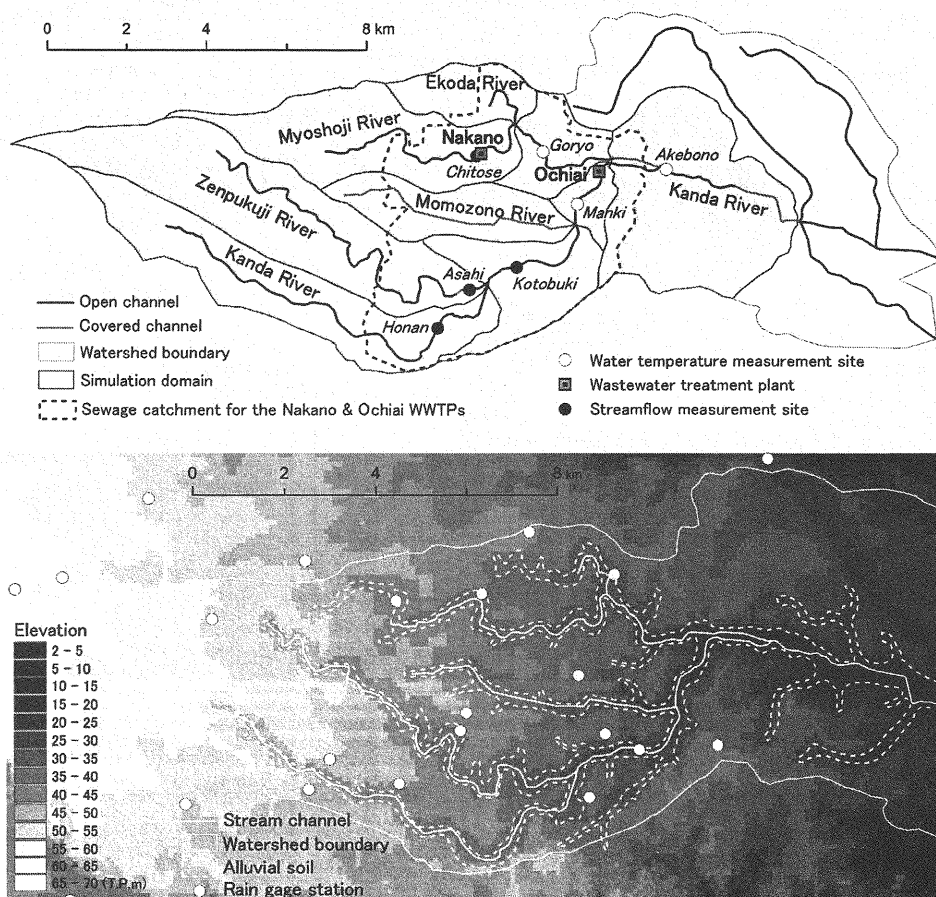 0 2 4 8 km
Ekoda River
Myoshoji River
Nakano
Goryo
Akebono
Chitose
Ochiai
Kanda River
Zenpukuji River
Momozono River
Manki
Kanda River
Asahi
Kotobuki
Honan
Open channel
Covered channel
Watershed boundary
Simulation domain
Sewage catchment for the Nakano & Ochiai WWTPs
Water temperature measurement site
Wastewater treatment plant
Streamflow measurement site
0 2 4 8 km
Elevation
2 - 5
5 - 10
10 - 15
15 - 20
20 - 25
25 - 30
30 - 35
35 - 40
40 - 45
45 - 50
50 - 55
55 - 60
60 - 65
65 - 70 (T.P.m)
Stream channel
Watershed boundary
Alluvial soil
Rain gage station